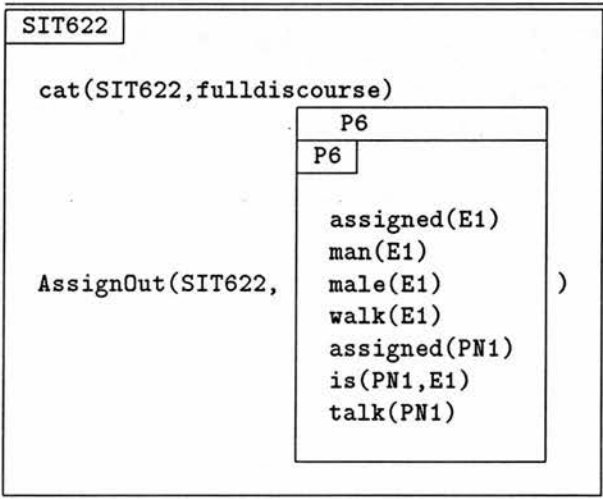 SIT622
cat(SIT622,fulldiscourse)
P6
P6
assigned(E1)
man(E1)
AssignOut(SIT622, male(E1) )
walk(E1)
assigned(PN1)
is(PN1,E1)
talk(PN1)